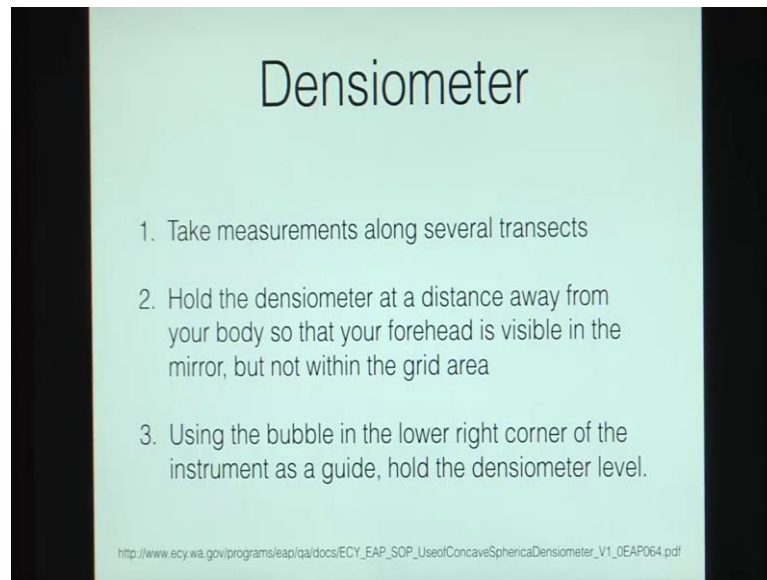 Densiometer
1. Take measurements along several transects
2. Hold the densiometer at a distance away from
your body so that your forehead is visible in the
mirror, but not within the grid area
3. Using the bubble in the lower right corner of the
instrument as a guide, hold the densiometer level.
http://www.ecy.wa.gov/programs/eap/qa/docs/ECY_EAP_SOP_UseofConcaveSphericaDensiometer_V1_0EAP064.pdf